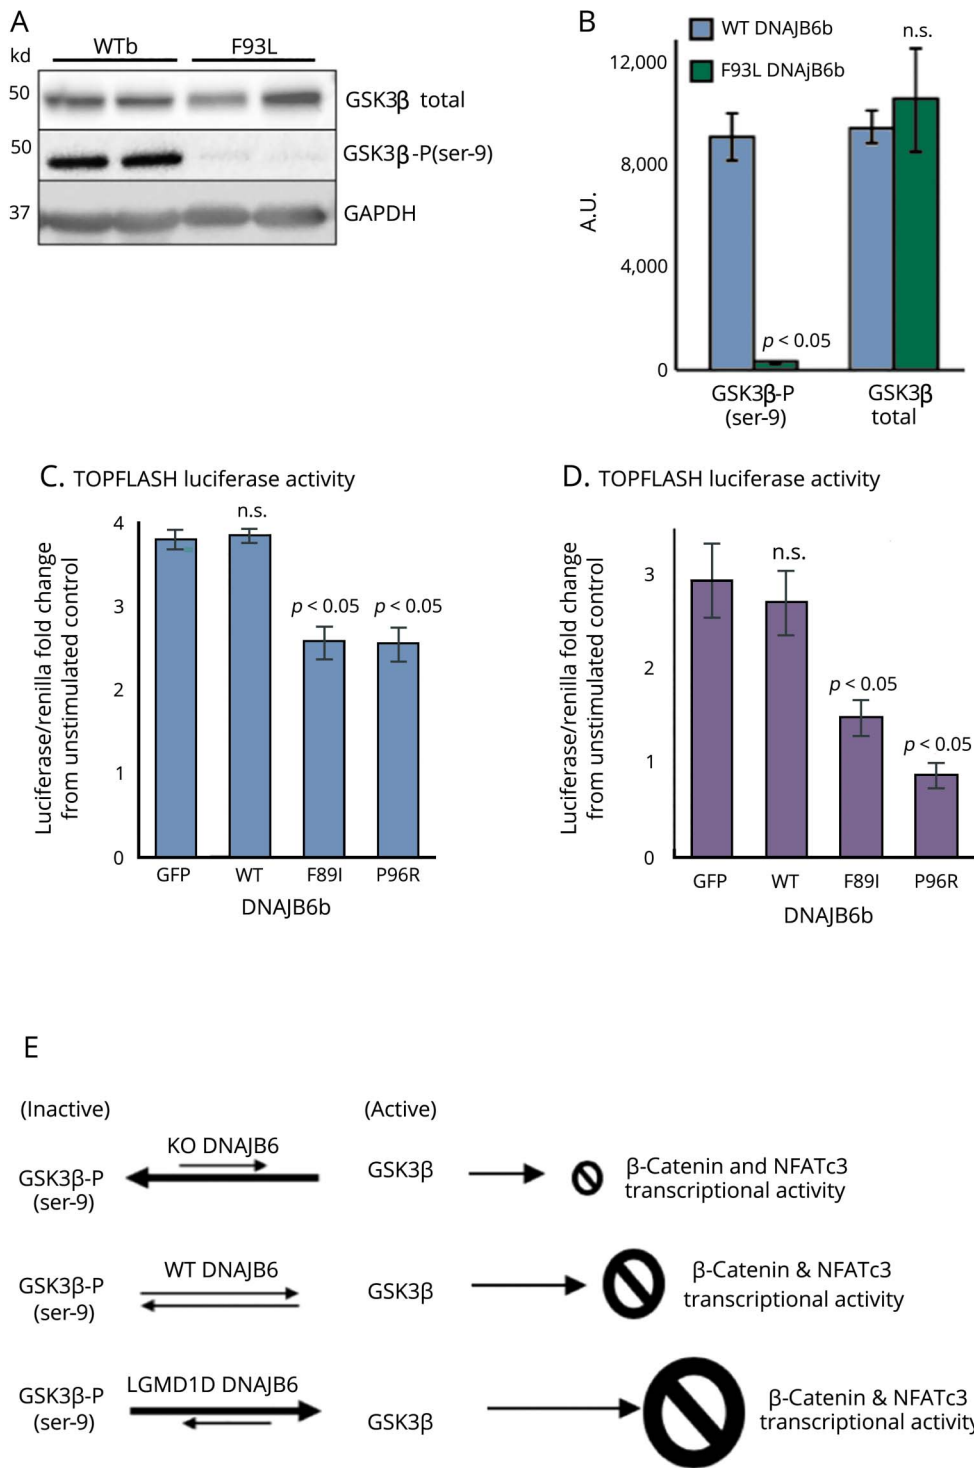 A
kd
WTb
F93L
50
GSK3β total
50
GSK3β-P(ser-9)
37
GAPDH
B
WT DNAJB6b
F93L DNAjB6b
n.s.
12,000
8,000
4,000
0
A.U.
p < 0.05
GSK3β-P
(ser-9)
GSK3β
total
C. TOPFLASH luciferase activity
Luciferase/renilla fold change
from unstimulated control
4
3
2
1
0
n.s.
p < 0.05
p < 0.05
GFP
WT
F89I
P96R
DNAJB6b
D. TOPFLASH luciferase activity
Luciferase/renilla fold change
from unstimulated control
3
2
1
0
n.s.
p < 0.05
p < 0.05
GFP
WT
F89I
P96R
DNAJB6b
E
(Inactive)
(Active)
KO DNAJB6
GSK3β-P
(ser-9)
GSK3β
β-Catenin and NFATc3
transcriptional activity
WT DNAJB6
GSK3β-P
(ser-9)
GSK3β
β-Catenin & NFATc3
transcriptional activity
LGMD1D DNAJB6
GSK3β-P
(ser-9)
GSK3β
β-Catenin & NFATc3
transcriptional activity